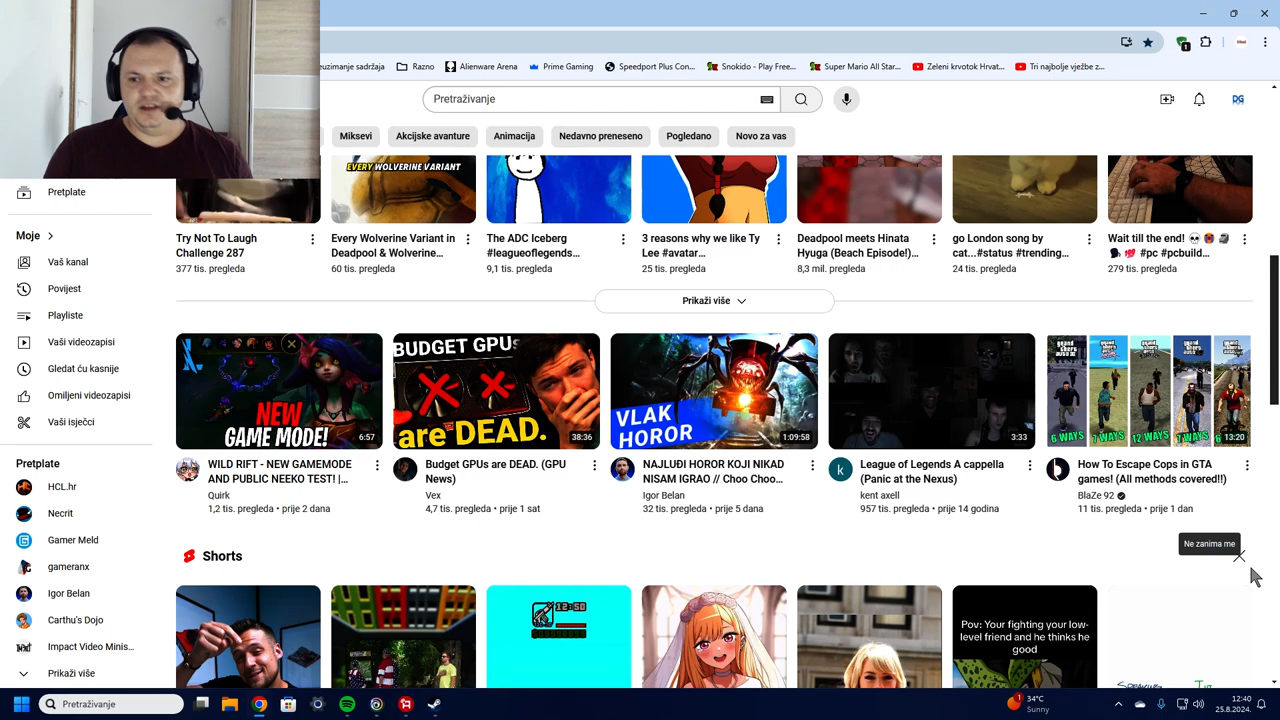 euzimanje sadržaja
Razno
Alienware Arena
Prime Gaming
Speedport Plus Con...
Snokido - Play Free...
Super Mario All Star...
Zeleni krvotok Hrvat...
Tri najbolje vježbe z...
1
Pretraživanje
DG
Miksevi
Akcijske avanture
Animacija
Nedavno preneseno
Pogledano
Novo za vas
EVERY WOLVERINE VARIANT
Pretplate
Moje
Vaš kanal
Povijest
Playliste
Vaši videozapisi
Gledat ću kasnije
Omiljeni videozapisi
Vaši isječci
Pretplate
HCL.hr
Necrit
Gamer Meld
gameranx
Igor Belan
Carthu's Dojo
Impact Video Minis...
Prikaži više
Try Not To Laugh
Challenge 287
377 tis. pregleda
Every Wolverine Variant in
Deadpool & Wolverine...
60 tis. pregleda
The ADC Iceberg
#leagueoflegends...
9,1 tis. pregleda
3 reasons why we like Ty
Lee #avatar...
25 tis. pregleda
Deadpool meets Hinata
Hyuga (Beach Episode!)...
8,3 mil. pregleda
go London song by
cat...#status #trending...
24 tis. pregleda
Wait till the end! 💀
#pc #pcbuild...
279 tis. pregleda
Prikaži više
NEW
GAME MODE!
6:57
WILD RIFT - NEW GAMEMODE
AND PUBLIC NEEKO TEST! |...
Quirk
1,2 tis. pregleda • prije 2 dana
BUDGET GPUs
are DEAD.
38:36
Budget GPUs are DEAD. (GPU
News)
Vex
4,7 tis. pregleda • prije 1 sat
VLAK
HOROR
1:09:58
NAJLUĐI HOROR KOJI NIKAD
NISAM IGRAO // Choo Choo...
Igor Belan
32 tis. pregleda • prije 5 dana
3:33
k
League of Legends A cappella
(Panic at the Nexus)
kent axell
957 tis. pregleda • prije 14 godina
6 WAYS
7 WAYS
12 WAYS
7 WAYS
13:20
How To Escape Cops in GTA
games! (All methods covered!!)
BlaZe 92
11 tis. pregleda • prije 1 dan
Ne zanima me
Shorts
12:50
Pov: Your fighting your low-
level friend and he thinks he
good
Pretraživanje
1
34°C
Sunny
12:40
25.8.2024.